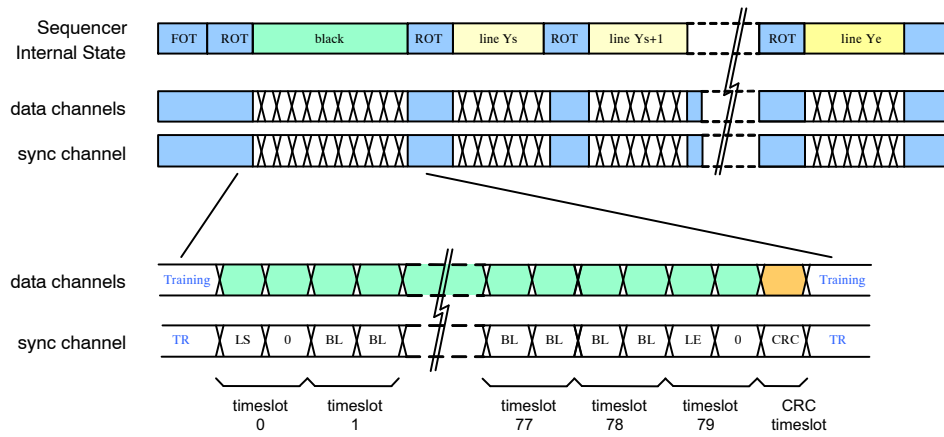 Sequencer
Internal State
FOT ROT black ROT line Ys ROT line Ys+1 ROT line Ye
data channels
sync channel
data channels Training Training
sync channel TR LS 0 BL BL BL BL BL BL LE 0 CRC TR
timeslot timeslot timeslot timeslot timeslot CRC
0 1 77 78 79 timeslot